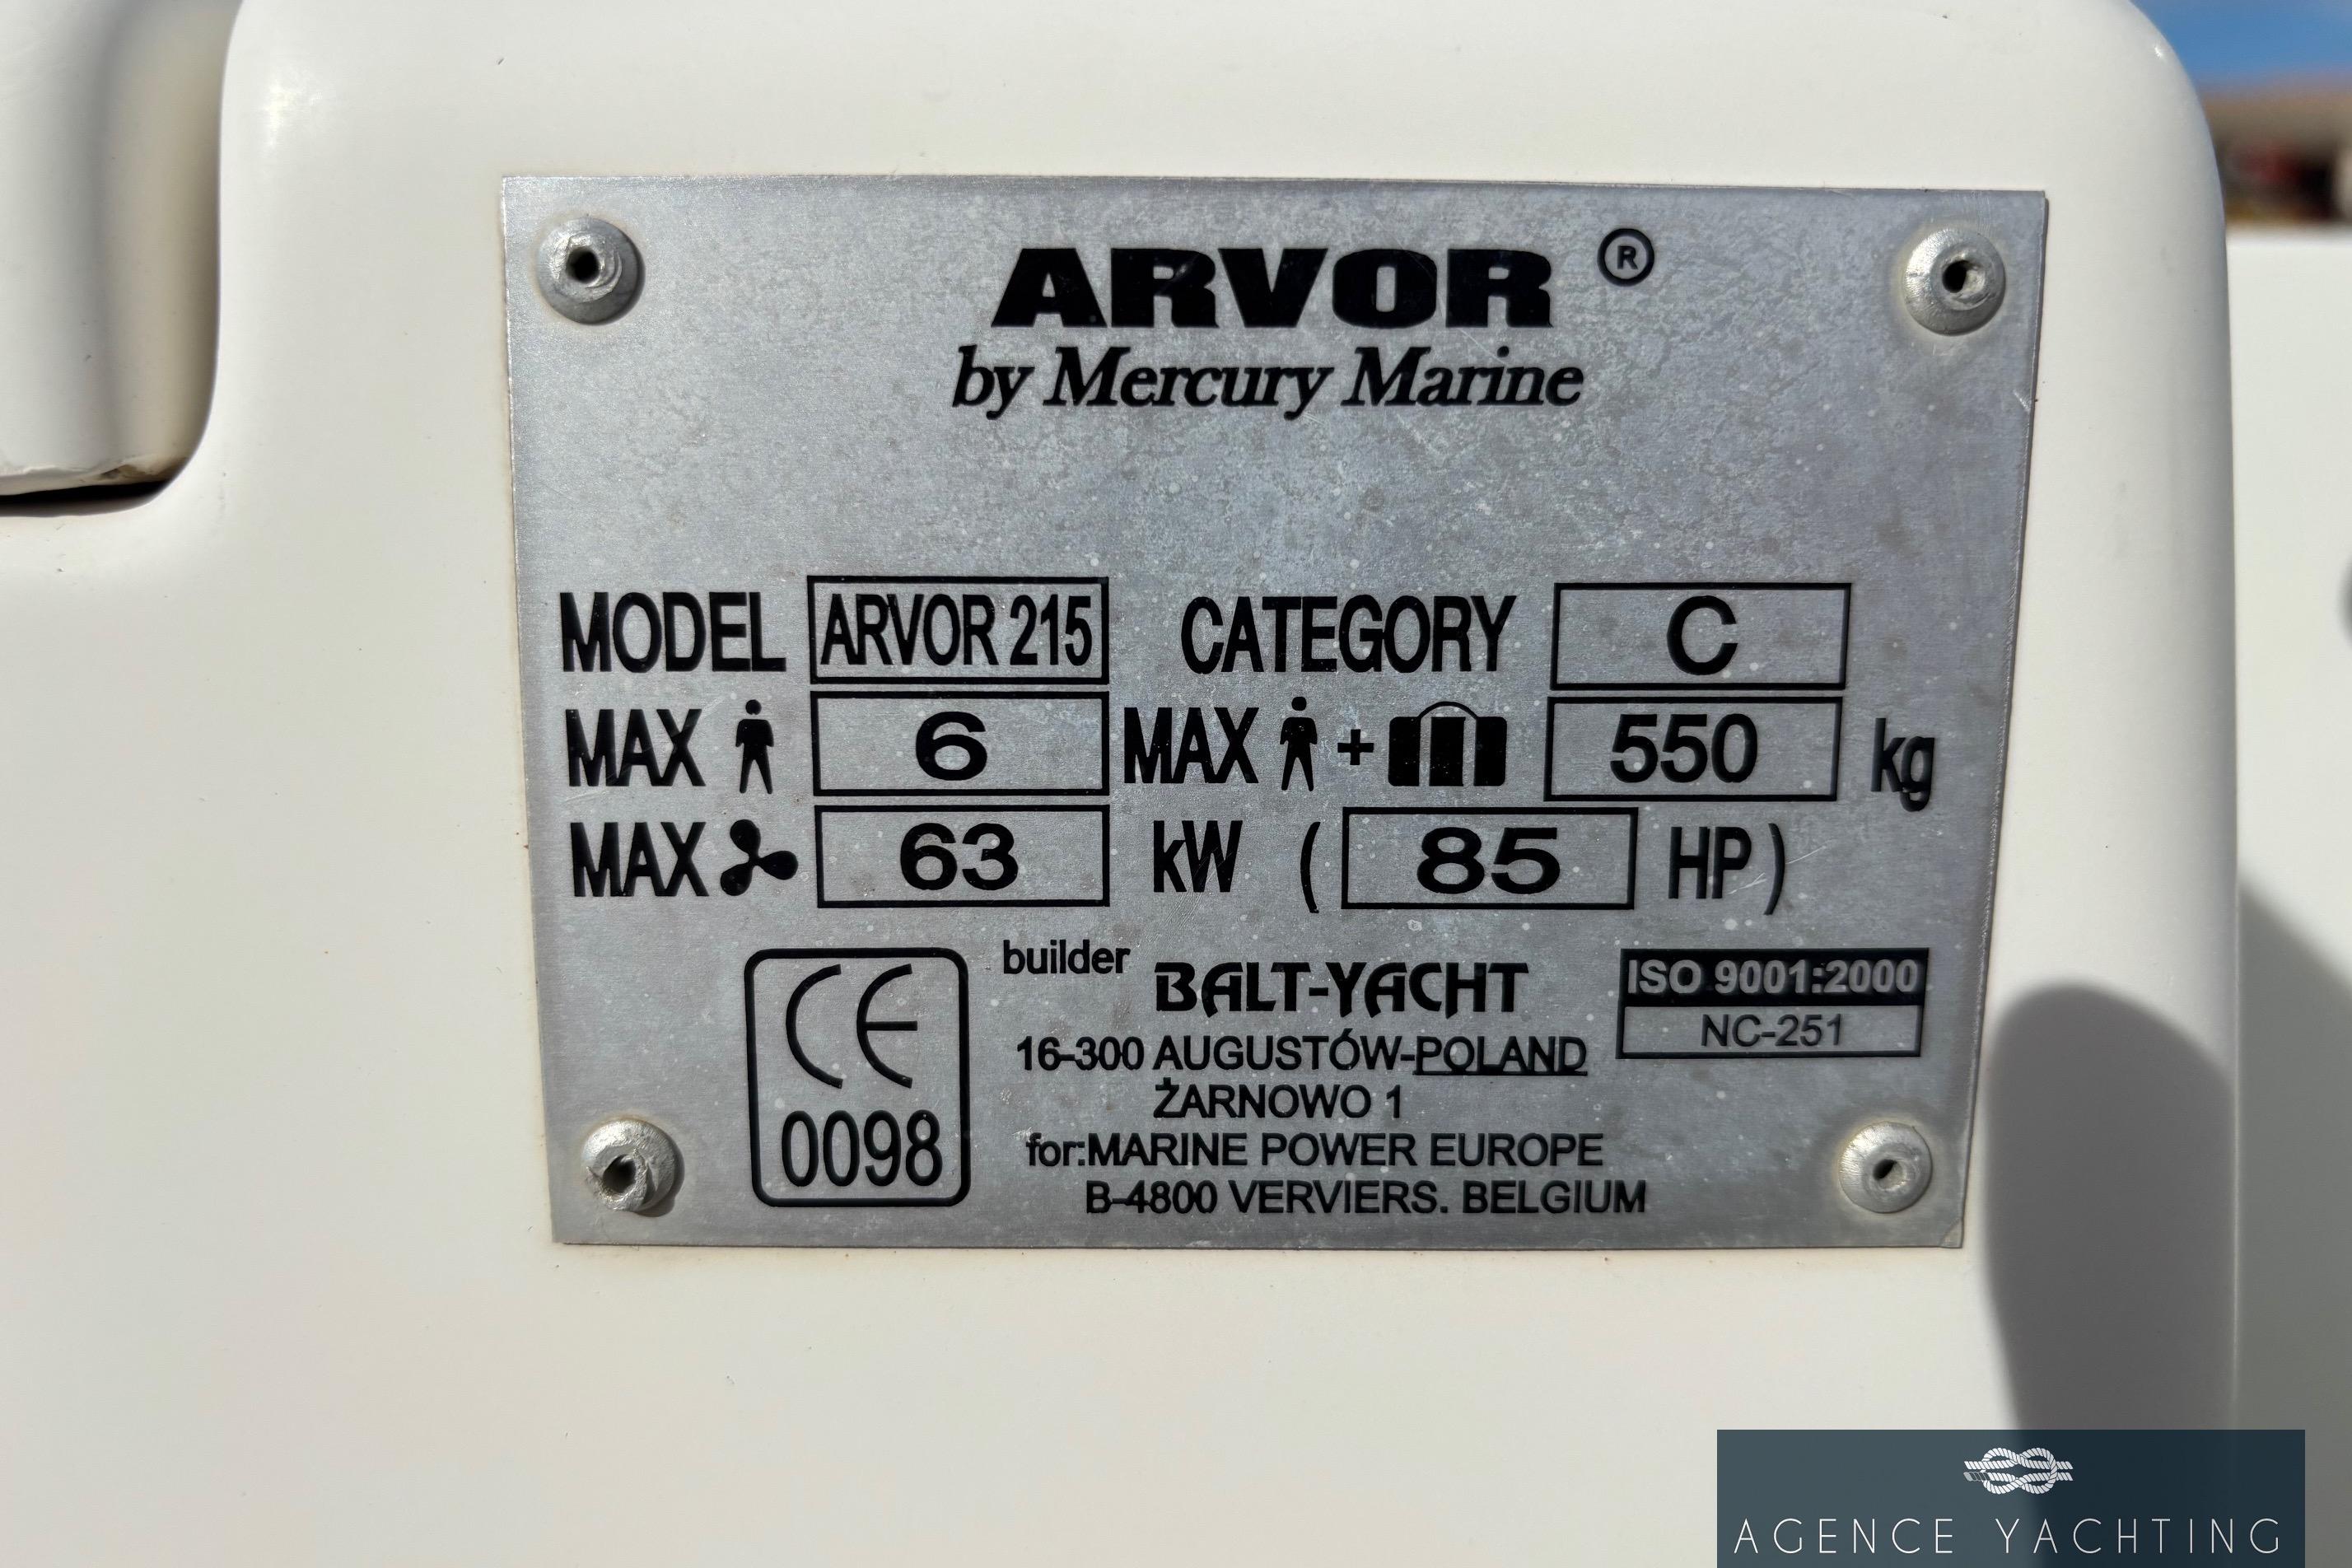 ARVOR ®
by Mercury Marine
MODEL ARVOR 215 CATEGORY C
MAX 6 MAX + 550 kg
MAX 63 kW ( 85 HP )
CE
0098
builder BALT-YACHT
16-300 AUGUSTÓW-POLAND
ŻARNOWO 1
for:MARINE POWER EUROPE
B-4800 VERVIERS. BELGIUM
ISO 9001:2000
NC-251
AGENCE YACHTING